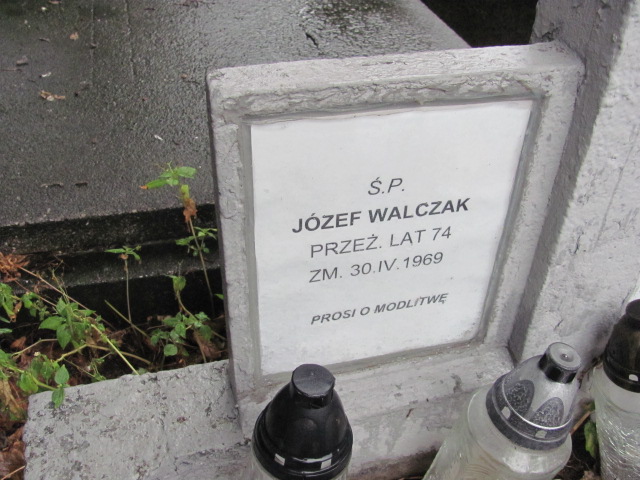 Ś.P.
JÓZEF WALCZAK
PRZEŻ. LAT 74
ZM. 30.IV.1969
PROSI O MODLITWĘ